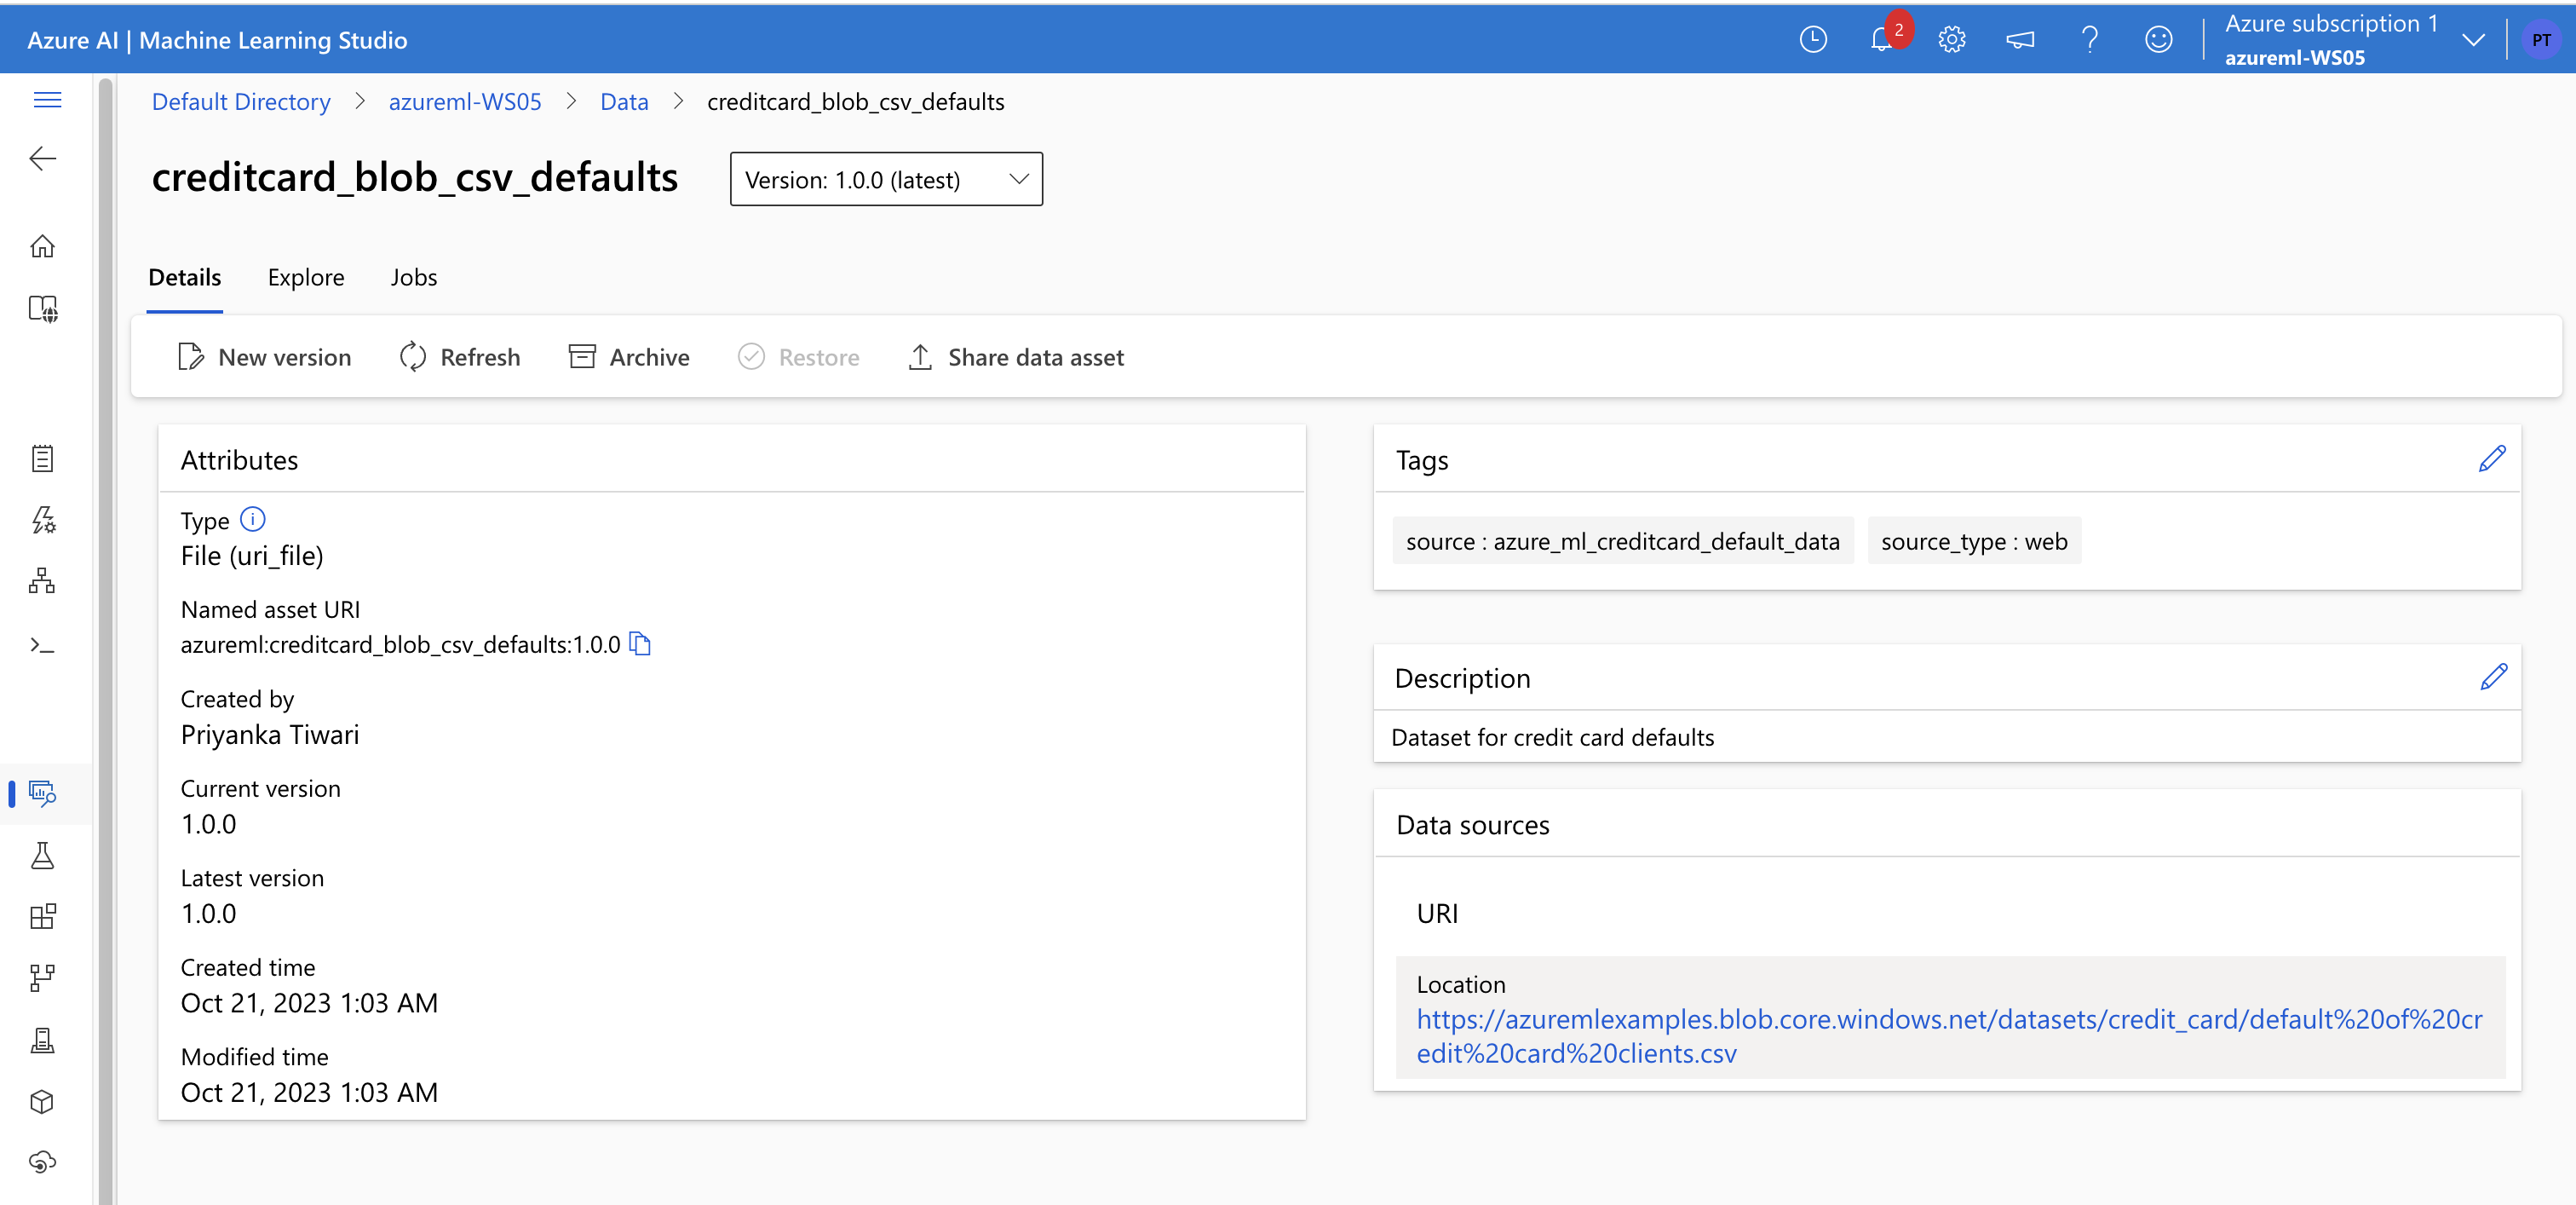 Azure AI | Machine Learning Studio
2
Azure subscription 1
azureml-WS05
PT
Default Directory > azureml-WS05 > Data > creditcard_blob_csv_defaults
creditcard_blob_csv_defaults
Version: 1.0.0 (latest)
Details Explore Jobs
New version Refresh Archive Restore Share data asset
Attributes
Type
File (uri_file)
Named asset URI
azureml:creditcard_blob_csv_defaults:1.0.0
Created by
Priyanka Tiwari
Current version
1.0.0
Latest version
1.0.0
Created time
Oct 21, 2023 1:03 AM
Modified time
Oct 21, 2023 1:03 AM
Tags
source : azure_ml_creditcard_default_data source_type : web
Description
Dataset for credit card defaults
Data sources
URI
Location
https://azuremlexamples.blob.core.windows.net/datasets/credit_card/default%20of%20cr
edit%20card%20clients.csv